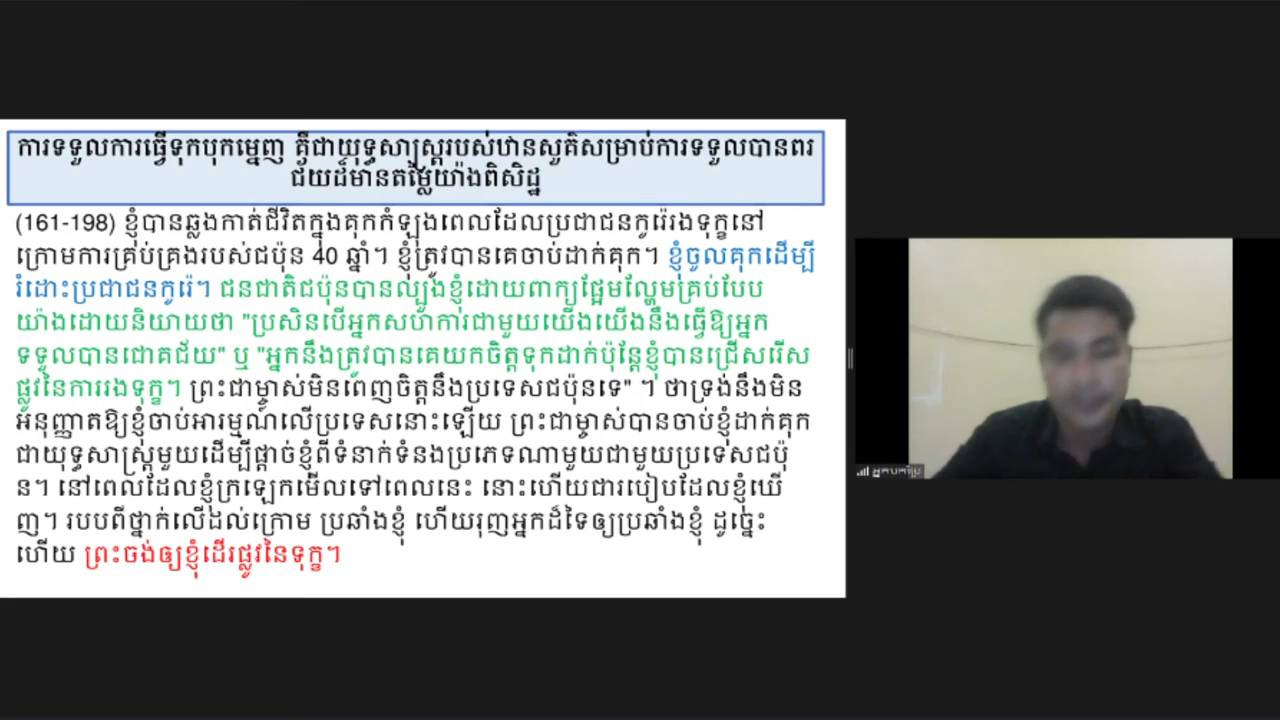 ការទទួលការធ្វើទុកបុកម្នេញ គឺជាយុទ្ធសាស្ត្ររបស់ឋានសួគ៌សម្រាប់ការទទួលបានពរ
ជ័យដ៏មានតម្លៃយ៉ាងពិសិដ្ឋ
(161-198) ខ្ញុំបានឆ្លងកាត់ជីវិតក្នុងគុកកំឡុងពេលដែលប្រជាជនកូរ៉េរងទុក្ខនៅ
ក្រោមការគ្រប់គ្រងរបស់ជប៉ុន 40 ឆ្នាំ។ ខ្ញុំត្រូវបានគេចាប់ដាក់គុក។ ខ្ញុំចូលគុកដើម្បី
រំដោះប្រជាជនកូរ៉េ។ ជនជាតិជប៉ុនបានល្បួងខ្ញុំដោយពាក្យផ្អែមល្ហែមគ្រប់បែប
យ៉ាងដោយនិយាយថា "ប្រសិនបើអ្នកសហការជាមួយយើងយើងនឹងធ្វើឱ្យអ្នក
ទទួលបានជោគជ័យ" ឬ "អ្នកនឹងត្រូវបានគេយកចិត្តទុកដាក់ប៉ុន្តែខ្ញុំបានជ្រើសរើស
ផ្លូវនៃការរងទុក្ខ។ ព្រះជាម្ចាស់មិនពេញចិត្តនឹងប្រទេសជប៉ុនទេ" ។ ថាទ្រង់នឹងមិន
អនុញ្ញាតឱ្យខ្ញុំចាប់អារម្មណ៍លើប្រទេសនោះឡើយ ព្រះជាម្ចាស់បានចាប់ខ្ញុំដាក់គុក
ជាយុទ្ធសាស្ត្រមួយដើម្បីផ្តាច់ខ្ញុំពីទំនាក់ទំនងប្រភេទណាមួយជាមួយប្រទេសជប៉ុ
ន។ នៅពេលដែលខ្ញុំក្រឡេកមើលទៅពេលនេះ នោះហើយជារបៀបដែលខ្ញុំឃើ
ញ។ របបពីថ្នាក់លើដល់ក្រោម ប្រឆាំងខ្ញុំ ហើយរុញអ្នកដ៏ទៃឲ្យប្រឆាំងខ្ញុំ ដូច្នេះ
ហើយ ព្រះចង់ឲ្យខ្ញុំដើរផ្លូវនៃទុក្ខ។
អ្នកបកប្រែ